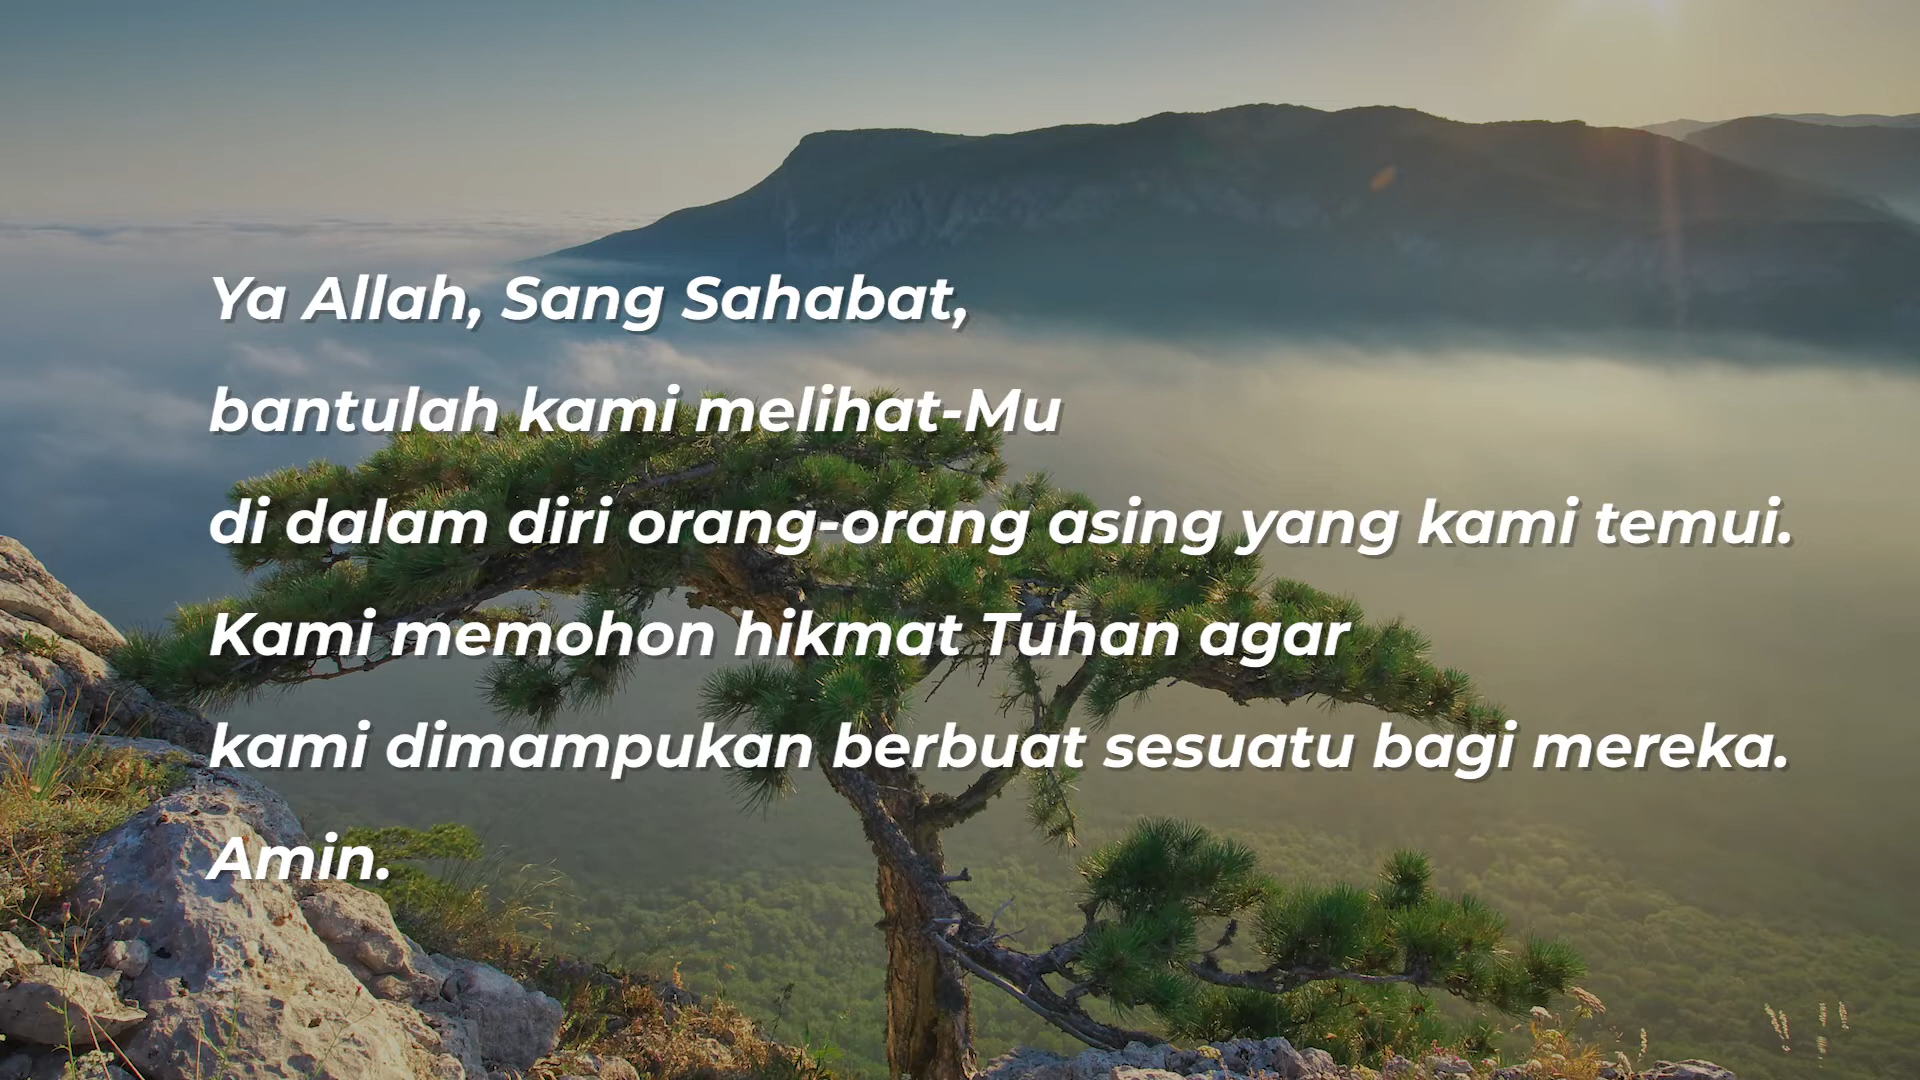 Ya Allah, Sang Sahabat,
bantulah kami melihat-Mu
di dalam diri orang-orang asing yang kami temui.
Kami memohon hikmat Tuhan agar
kami dimampukan berbuat sesuatu bagi mereka.
Amin.